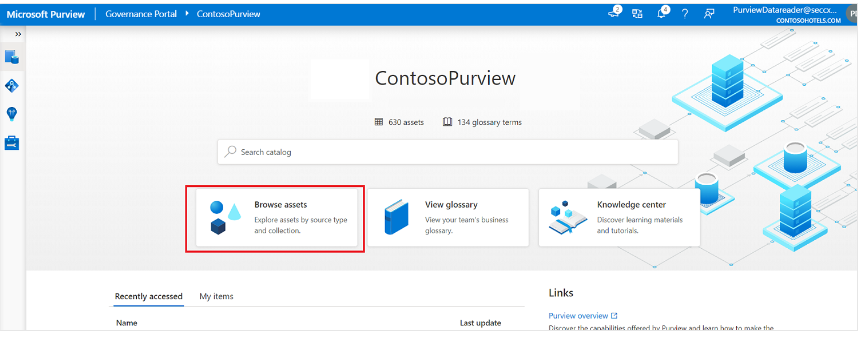 Microsoft Purview Governance Portal ContosoPurview
2 4 ? PurviewDatareader@seccx...
CONTOSOHOTELS.COM
ContosoPurview
630 assets 134 glossary terms
Search catalog
Browse assets
Explore assets by source type
and collection.
View glossary
View your team's business
glossary.
Knowledge center
Discover learning materials
and tutorials.
Recently accessed My items
Name Last update
Links
Purview overview
Discover the capabilities offered by Purview and learn how to make the